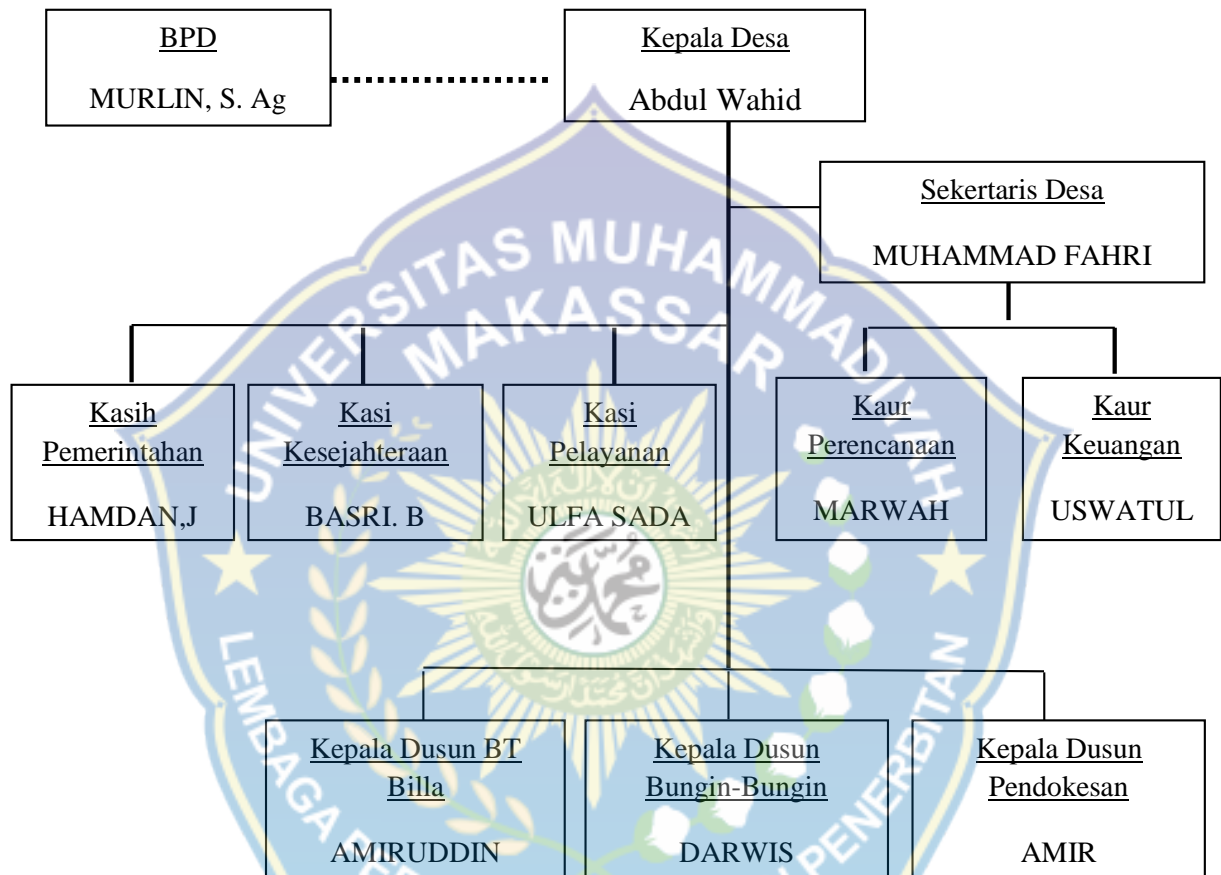 BPD
MURLIN, S. Ag
Kepala Desa
Abdul Wahid
Sekertaris Desa
MUHAMMAD FAHRI
UNIVERSITAS MUHAMMADIYAH
MAKASSAR
Kasih
Pemerintahan
HAMDAN,J
Kasi
Kesejahteraan
BASRI. B
Kasi
Pelayanan
ULFA SADA
Kaur
Perencanaan
MARWAH
Kaur
Keuangan
USWATUL
Kepala Dusun BT
Billa
AMIRUDDIN
Kepala Dusun
Bungin-Bungin
DARWIS
Kepala Dusun
Pendokesan
AMIR
LEMBAGA
PENERBITAN